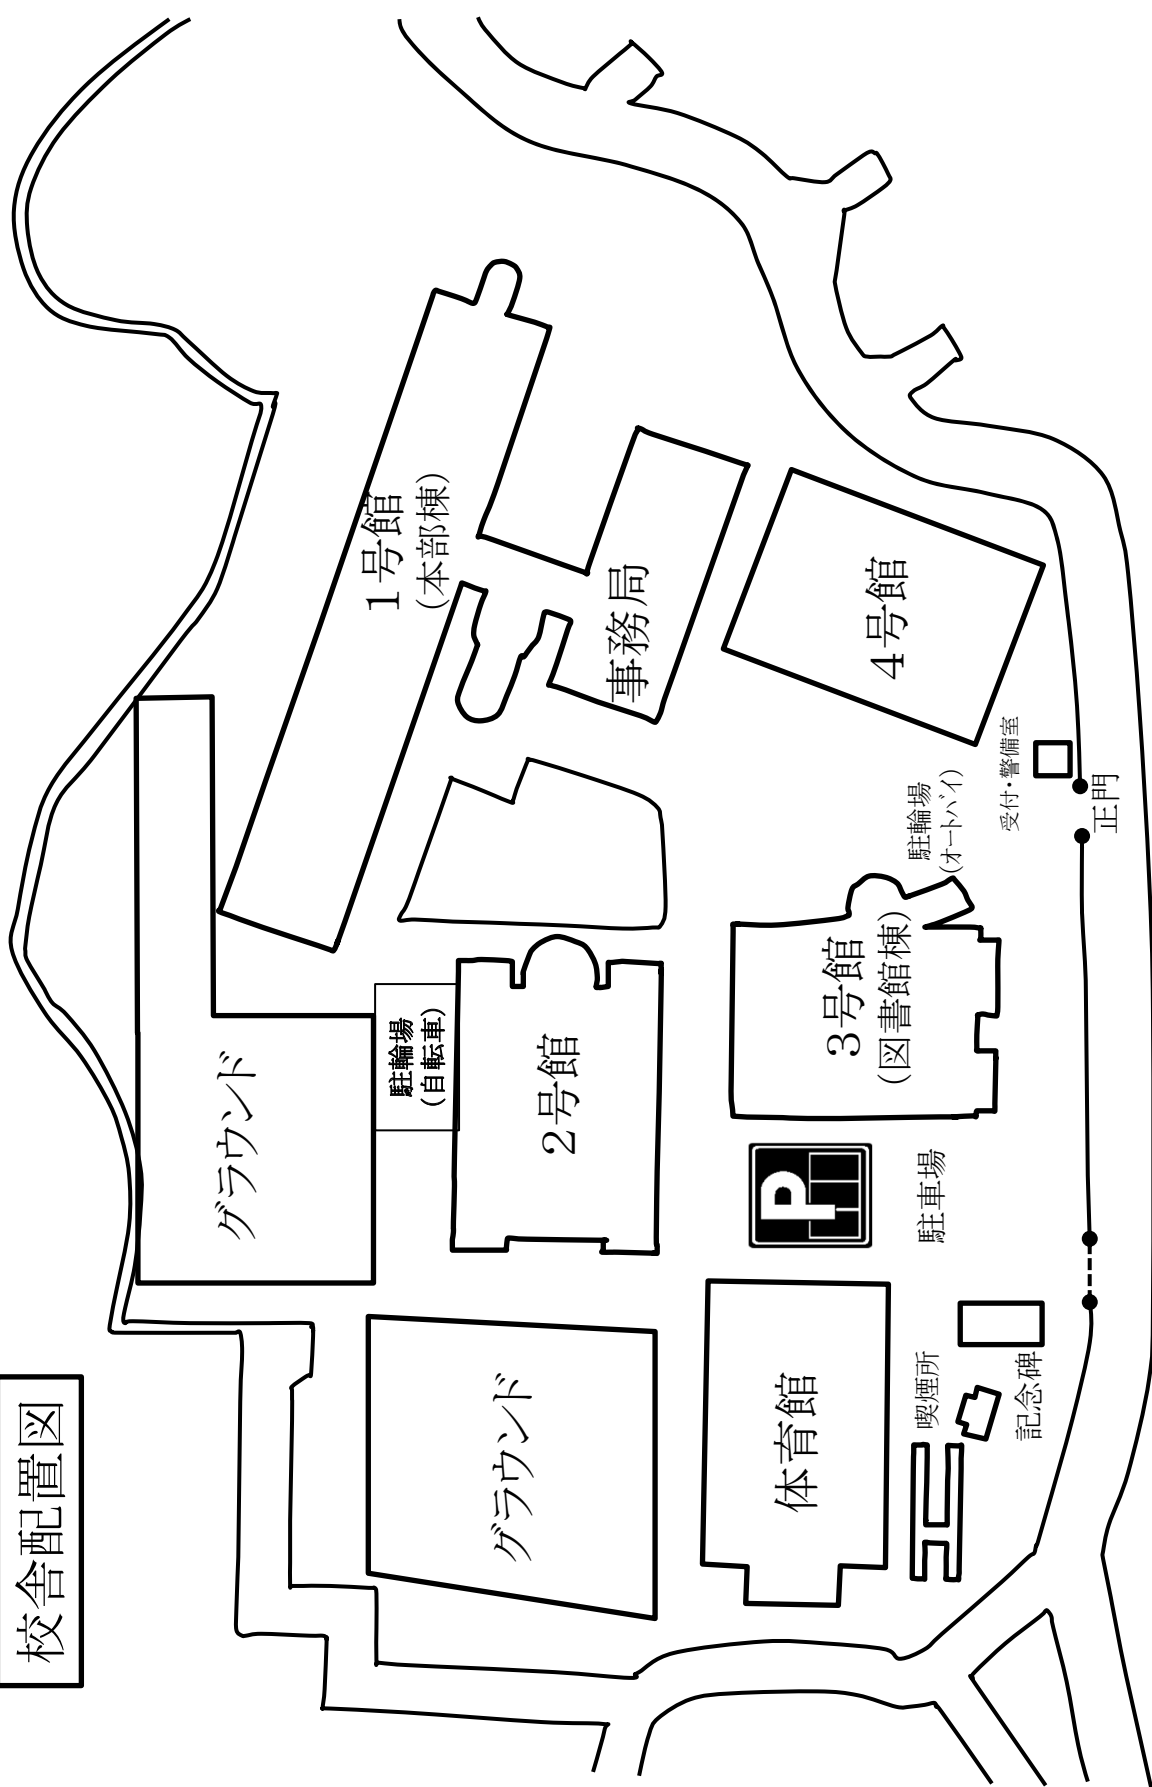 校舎配置図
グラウンド
1号館
(本部棟)
駐輪場
(自転車)
グラウンド
2号館
事務局
体育館
P
駐車場
3号館
(図書館棟)
4号館
喫煙所
記念碑
駐輪場
(オートバイ)
受付・警備室
正門